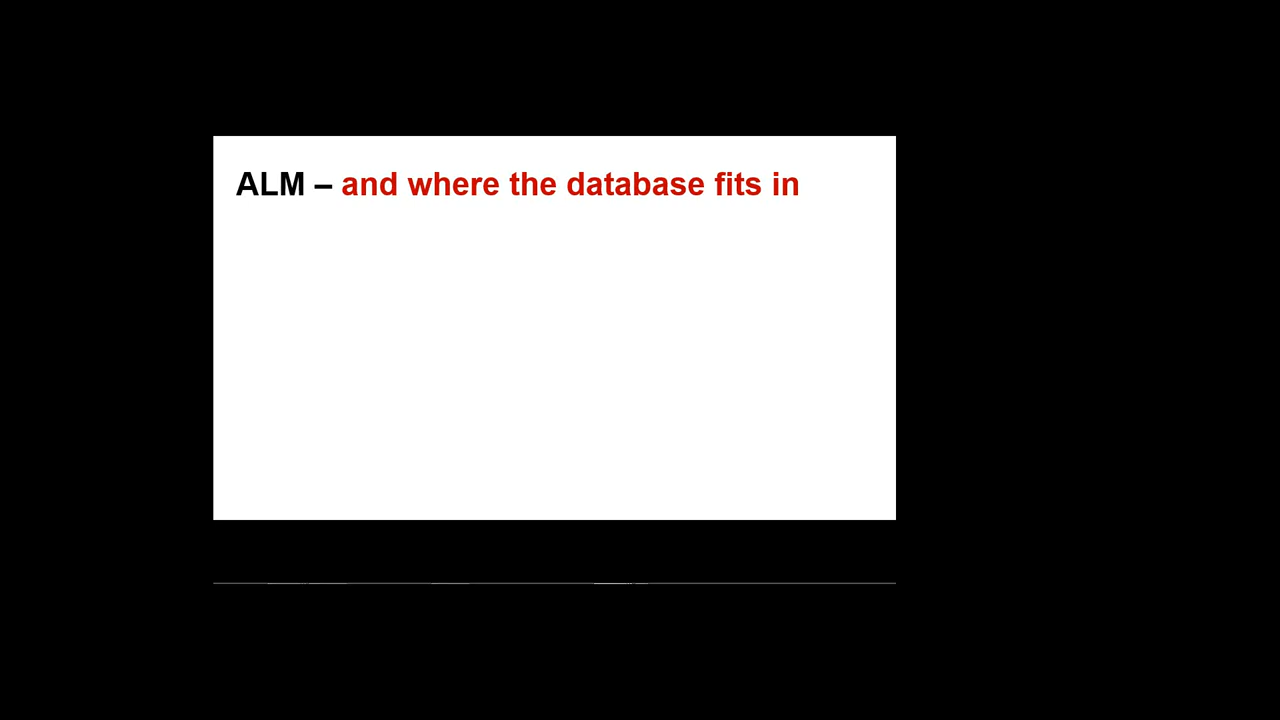 ALM – and where the database fits in